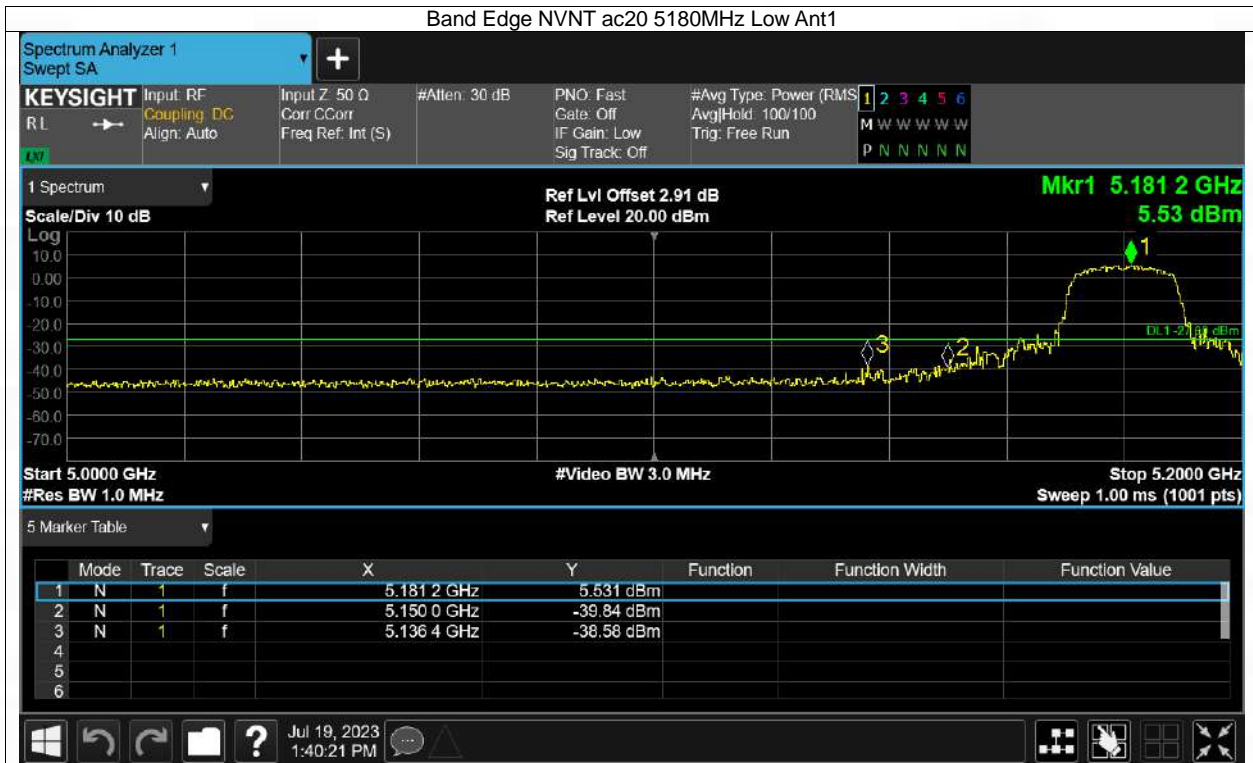 Band Edge NVNT ac20 5180MHz Low Ant1
Spectrum Analyzer 1
Swept SA
KEYSIGHT
RL
LXI
Input: RF
Coupling: DC
Align: Auto
Input Z: 50 Ω
Corr CCorr
Freq Ref: Int (S)
#Atten: 30 dB
PNO: Fast
Gate: Off
IF Gain: Low
Sig Track: Off
#Avg Type: Power (RMS
Avg|Hold: 100/100
Trig: Free Run
1 2 3 4 5 6
M W W W W W
P N N N N N
1 Spectrum
Scale/Div 10 dB
Ref Lvl Offset 2.91 dB
Ref Level 20.00 dBm
Mkr1 5.181 2 GHz
5.53 dBm
Log
10.0
0.00
-10.0
-20.0
-30.0
-40.0
-50.0
-60.0
-70.0
1
2
3
dBm
Start 5.0000 GHz
#Video BW 3.0 MHz
Stop 5.2000 GHz
#Res BW 1.0 MHz
Sweep 1.00 ms (1001 pts)
5 Marker Table
Mode Trace Scale X Y Function Function Width Function Value
1 N 1 f 5.181 2 GHz 5.531 dBm
2 N 1 f 5.150 0 GHz -39.84 dBm
3 N 1 f 5.136 4 GHz -38.58 dBm
4
5
6
?
Jul 19, 2023
1:40:21 PM